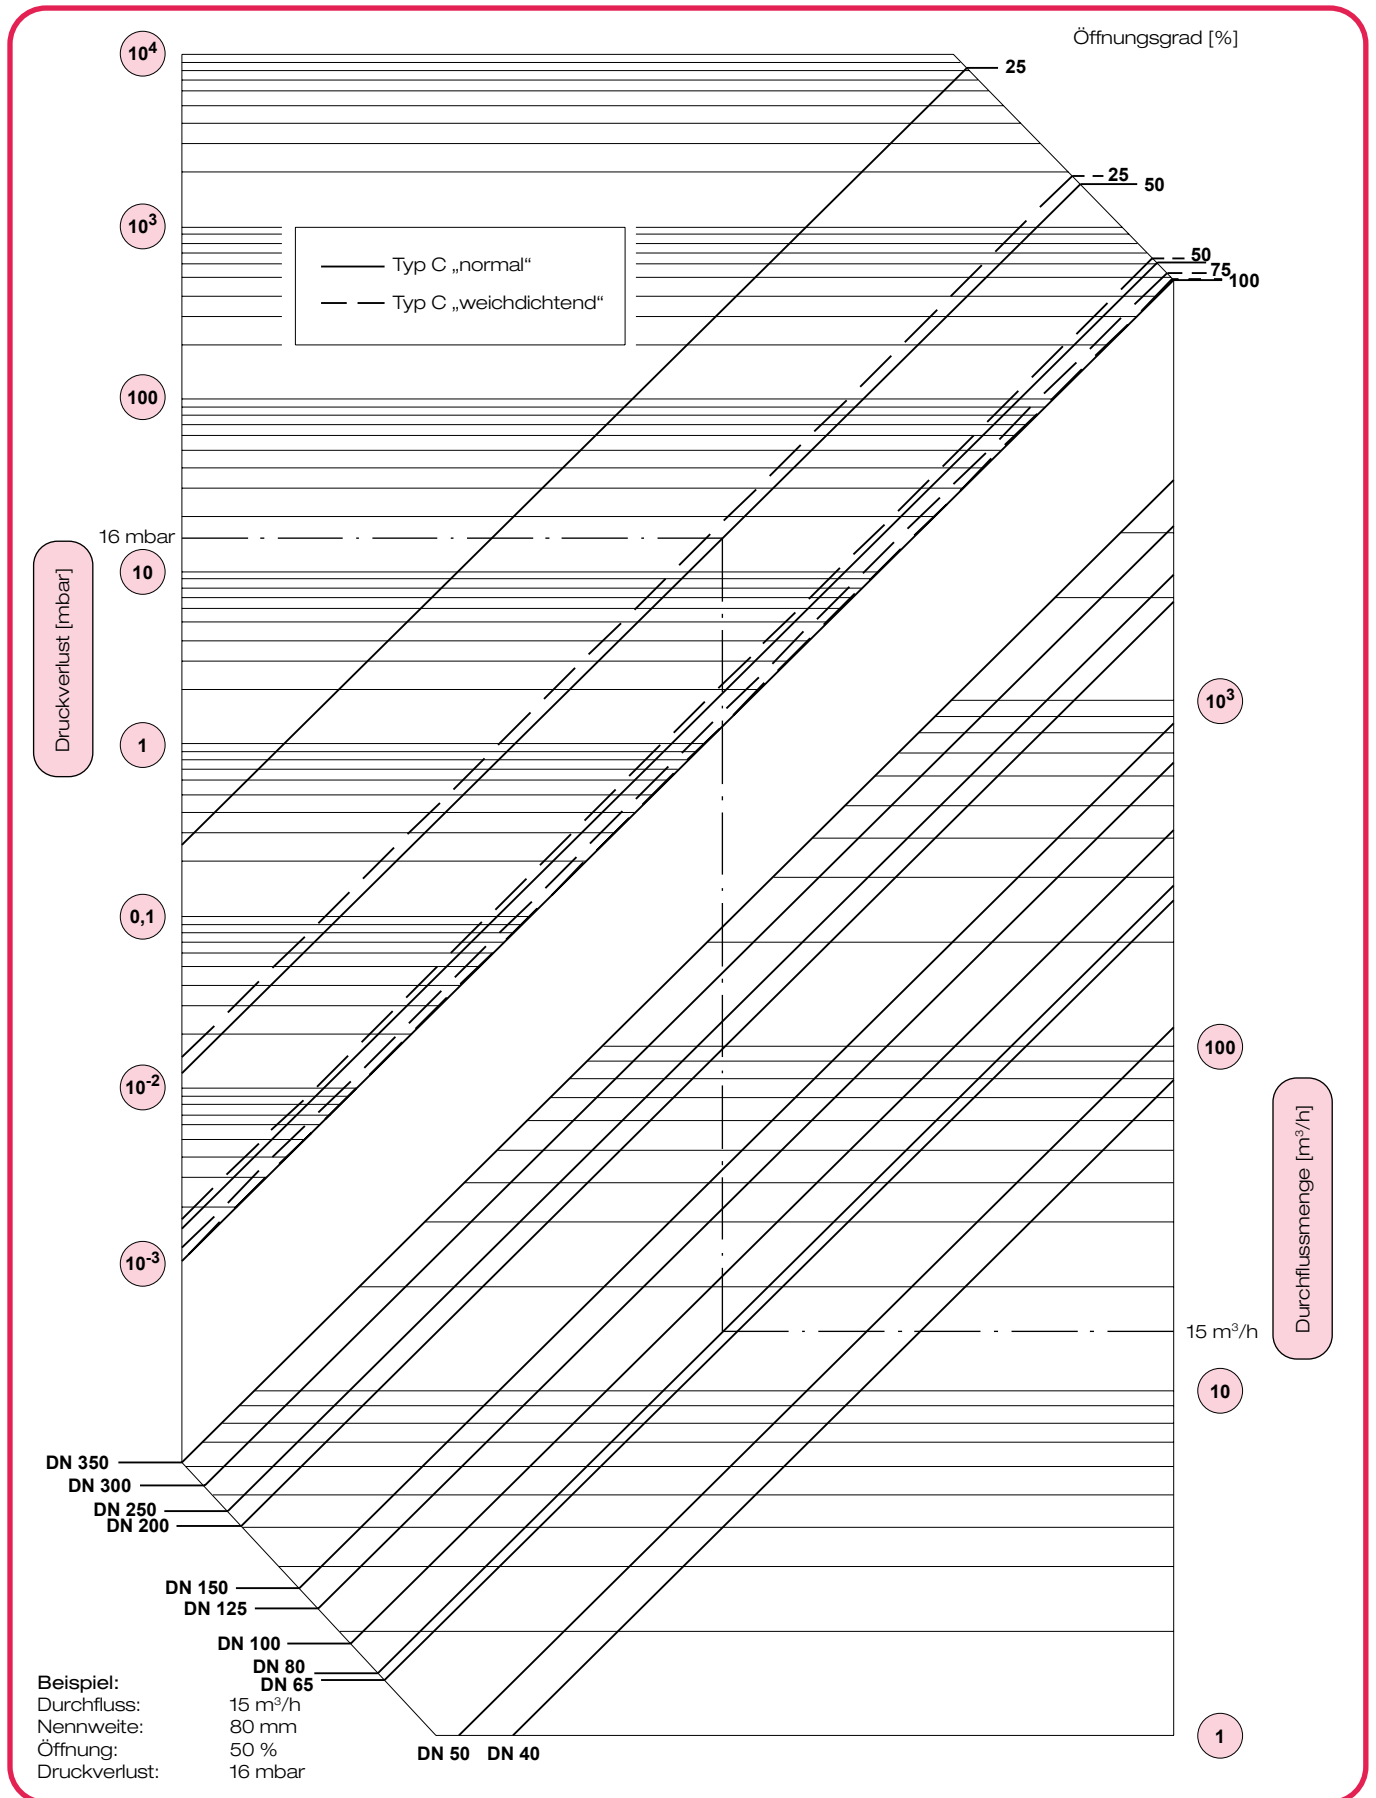 Öffnungsgrad [%]
10⁴
25
25
50
10³
50
75
100
Typ C „normal“
Typ C „weichdichtend“
100
16 mbar
10
Druckverlust [mbar]
1
10³
0,1
100
10⁻²
Durchflussmenge [m³/h]
10⁻³
15 m³/h
10
DN 350
DN 300
DN 250
DN 200
DN 150
DN 125
DN 100
DN 80
DN 65
DN 50 DN 40
1
Beispiel:
Durchfluss: 15 m³/h
Nennweite: 80 mm
Öffnung: 50 %
Druckverlust: 16 mbar